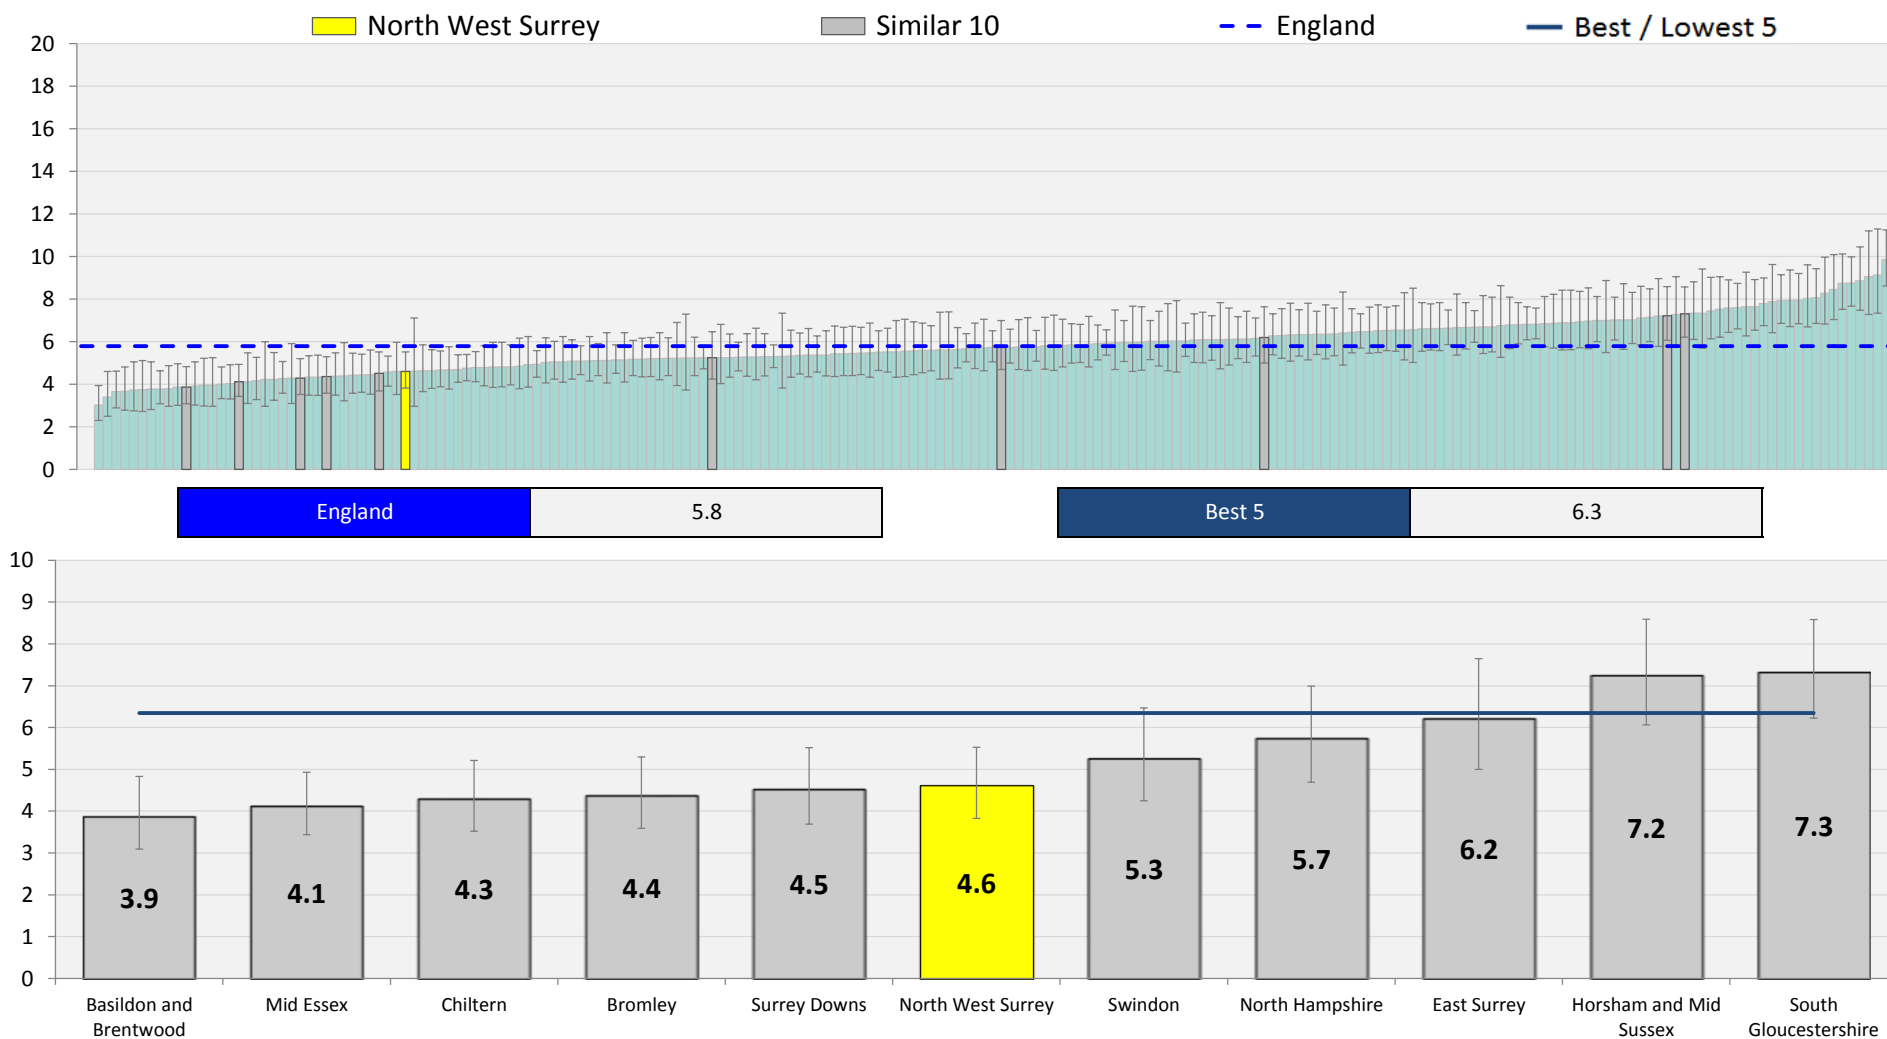 North West Surrey
Similar 10
England
Best / Lowest 5
20
18
16
14
12
10
8
6
4
2
0
England 5.8
Best 5 6.3
10
9
8
7
6
5
4
3
2
1
0
3.9
4.1
4.3
4.4
4.5
4.6
5.3
5.7
6.2
7.2
7.3
Basildon and
Brentwood
Mid Essex
Chiltern
Bromley
Surrey Downs
North West Surrey
Swindon
North Hampshire
East Surrey
Horsham and Mid
Sussex
South
Gloucestershire